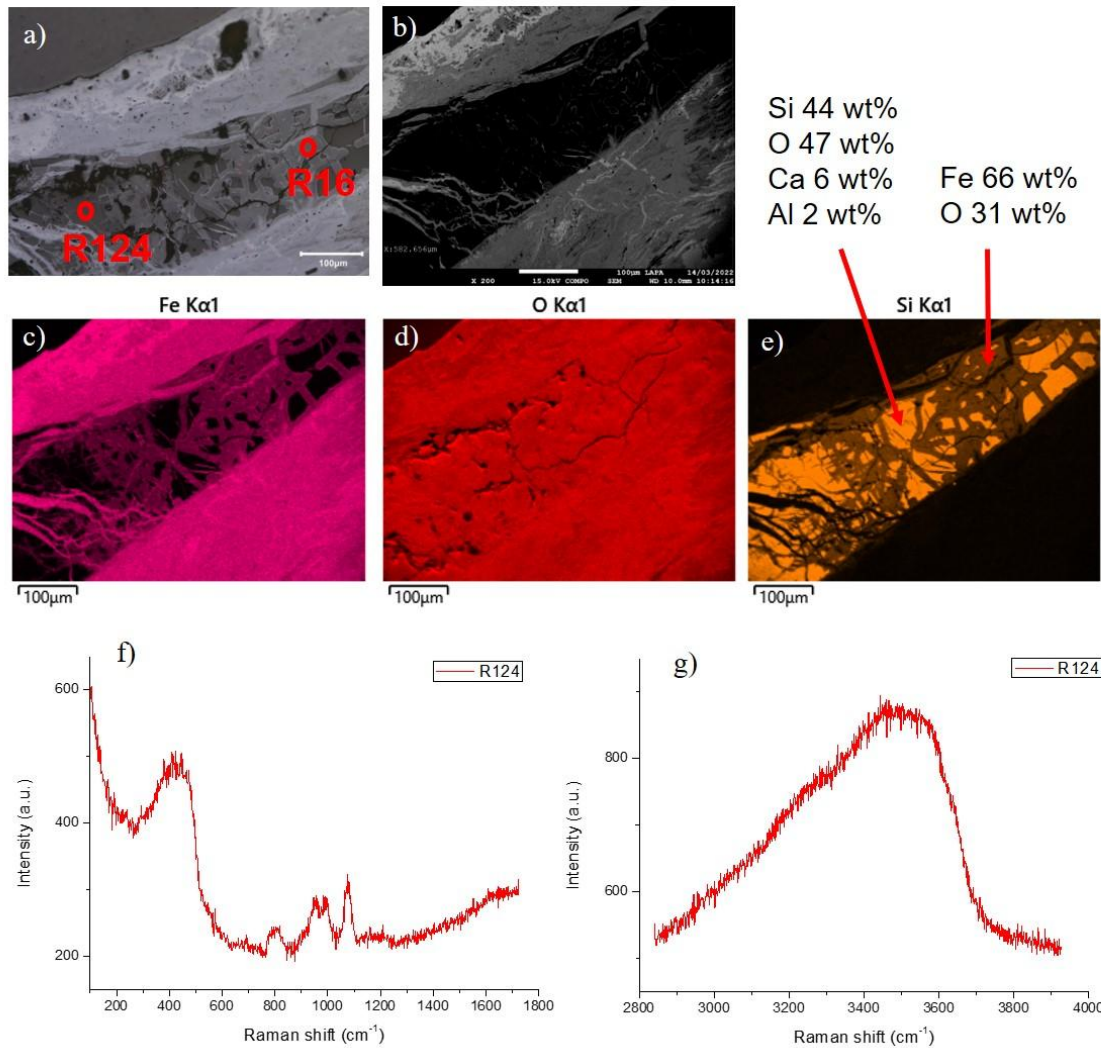 a)
R16
R124
100µm
b)
X:582.656µm
100µm LAPA 14/03/2022
X 200 15.0kV COMPO SEM WD 10.0mm 10:14:16
Si 44 wt%
O 47 wt%
Ca 6 wt%
Al 2 wt%
Fe 66 wt%
O 31 wt%
Fe Kα1
c)
100µm
O Kα1
d)
100µm
Si Kα1
e)
100µm
f)
R124
600
400
200
Intensity (a.u.)
200 400 600 800 1000 1200 1400 1600 1800
Raman shift (cm⁻¹)
g)
R124
800
600
Intensity (a.u.)
2800 3000 3200 3400 3600 3800 4000
Raman shift (cm⁻¹)